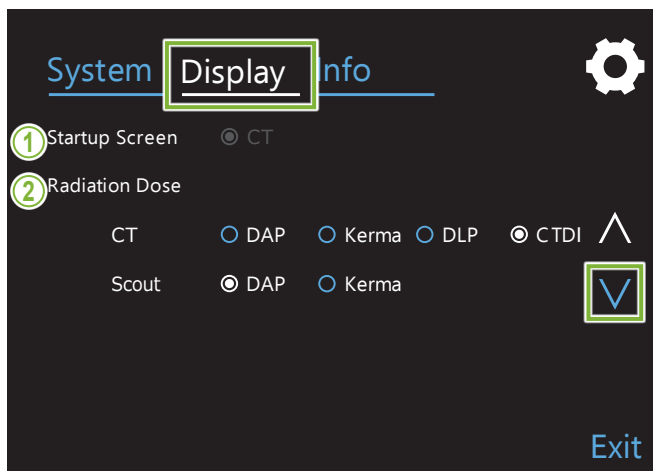 System Display Info
1 Startup Screen CT
2 Radiation Dose
CT DAP Kerma DLP CTDI
Scout DAP Kerma
Exit